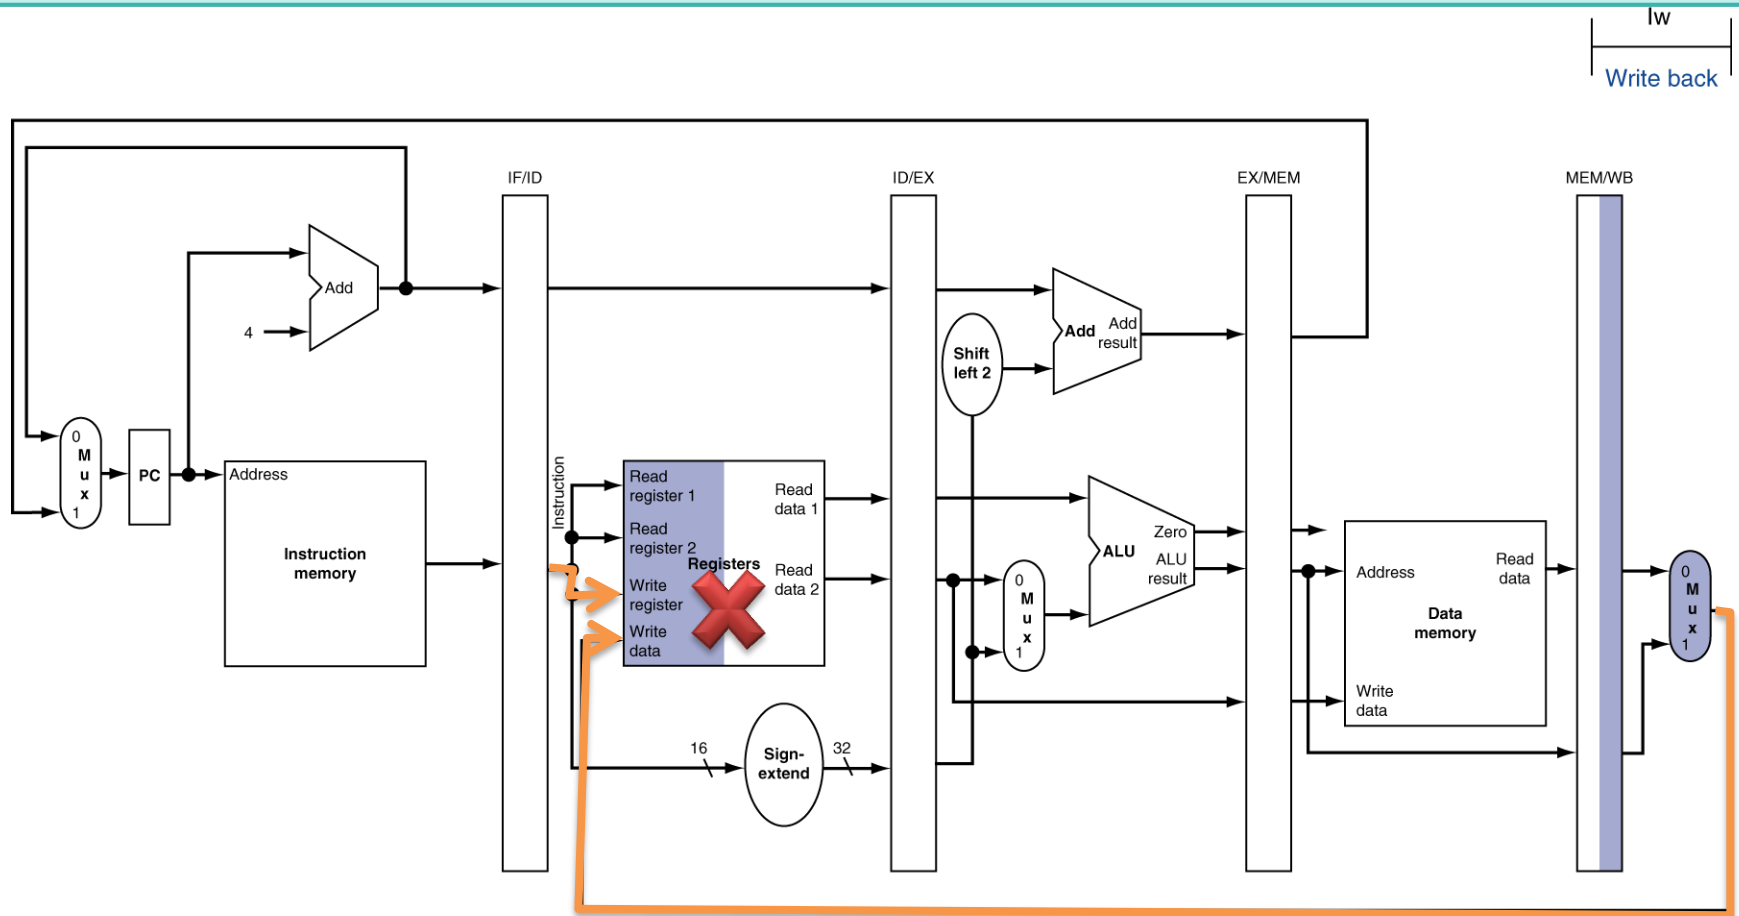 lw
Write back
IF/ID
ID/EX
EX/MEM
MEM/WB
Add
4
Add
Add
result
Shift
left 2
0
M
u
x
1
PC
Address
Instruction
memory
Instruction
Read
register 1
Read
register 2
Registers
Write
register
Write
data
Read
data 1
Read
data 2
16
Sign-
extend
32
0
M
u
x
1
Zero
ALU
ALU
result
Address
Read
data
Data
memory
Write
data
0
M
u
x
1